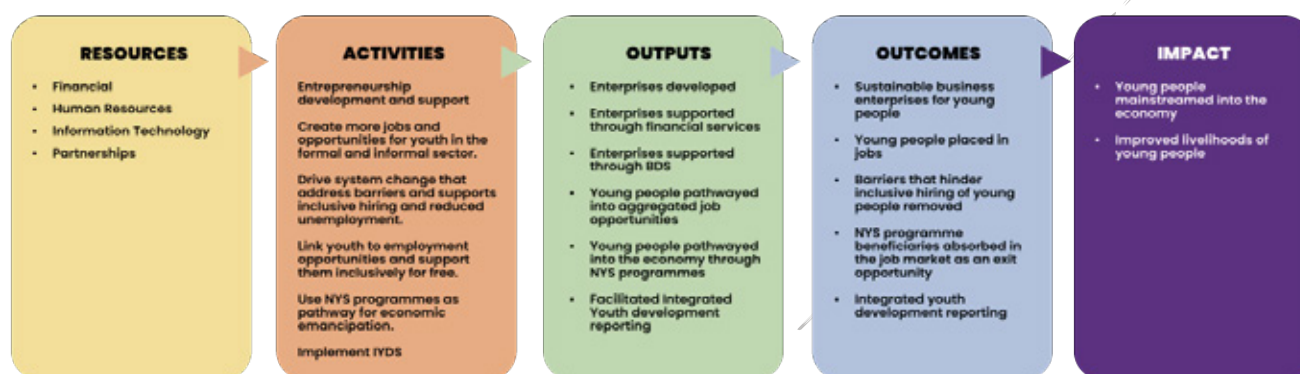 RESOURCES
• Financial
• Human Resources
• Information Technology
• Partnerships
ACTIVITIES
Entrepreneurship
development and support
Create more jobs and
opportunities for youth in the
formal and informal sector.
Drive system change that
address barriers and supports
inclusive hiring and reduced
unemployment.
Link youth to employment
opportunities and support
them inclusively for free.
Use NYS programmes as
pathway for economic
emancipation.
Implement IYDS
OUTPUTS
• Enterprises developed
• Enterprises supported
through financial services
• Enterprises supported
through BDS
• Young people pathwayed
into aggregated job
opportunities
• Young people pathwayed
into the economy through
NYS programmes
• Facilitated Integrated
Youth development
reporting
OUTCOMES
• Sustainable business
enterprises for young
people
• Young people placed in
jobs
• Barriers that hinder
inclusive hiring of young
people removed
• NYS programme
beneficiaries absorbed in
the job market as an exit
opportunity
• Integrated youth
development reporting
IMPACT
• Young people
mainstreamed into the
economy
• Improved livelihoods of
young people